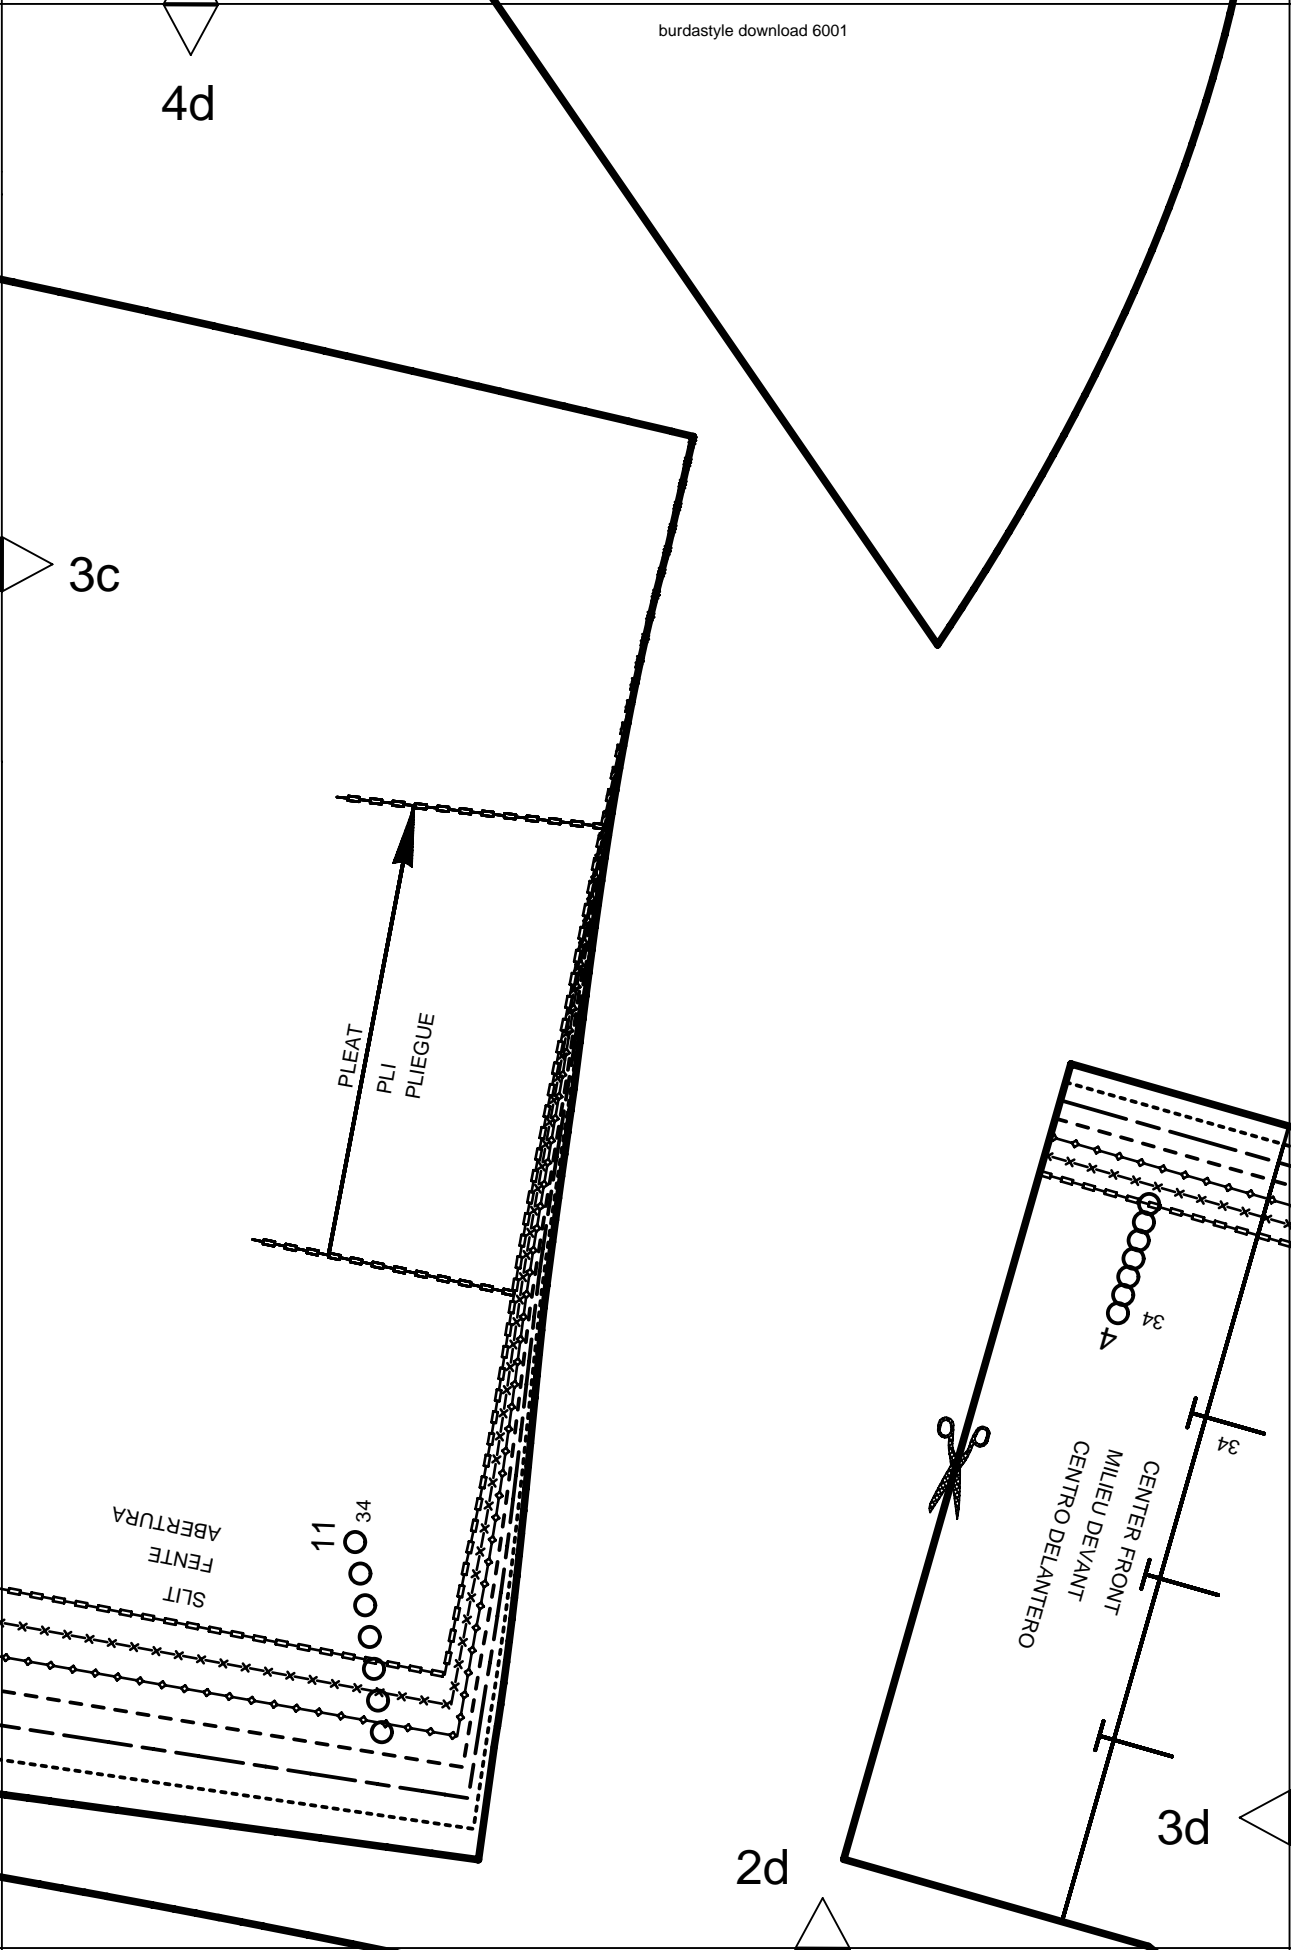 burdastyle download 6001
4d
3c
PLEAT
PLI
PLIEGUE
34
4
34
CENTER FRONT
MILIEU DEVANT
CENTRO DELANTERO
11
34
SLIT
FENTE
ABERTURA
3d
2d